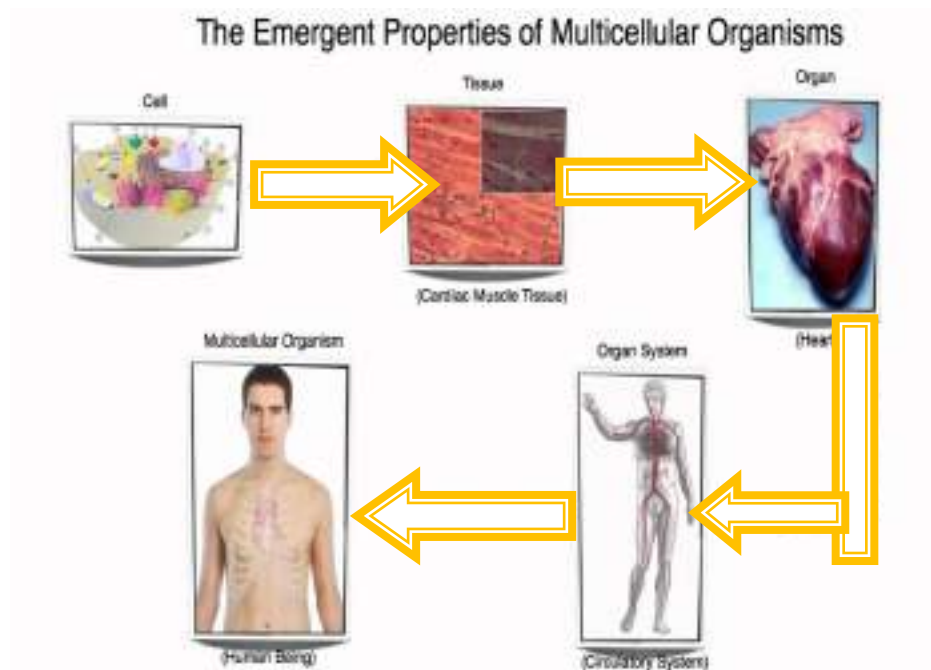 The Emergent Properties of Multicellular Organisms
Cell
Tissue
Organ
(Cardiac Muscle Tissue)
(Heart
Multicellular Organism
Organ System
(Human Being)
(Circulatory System)